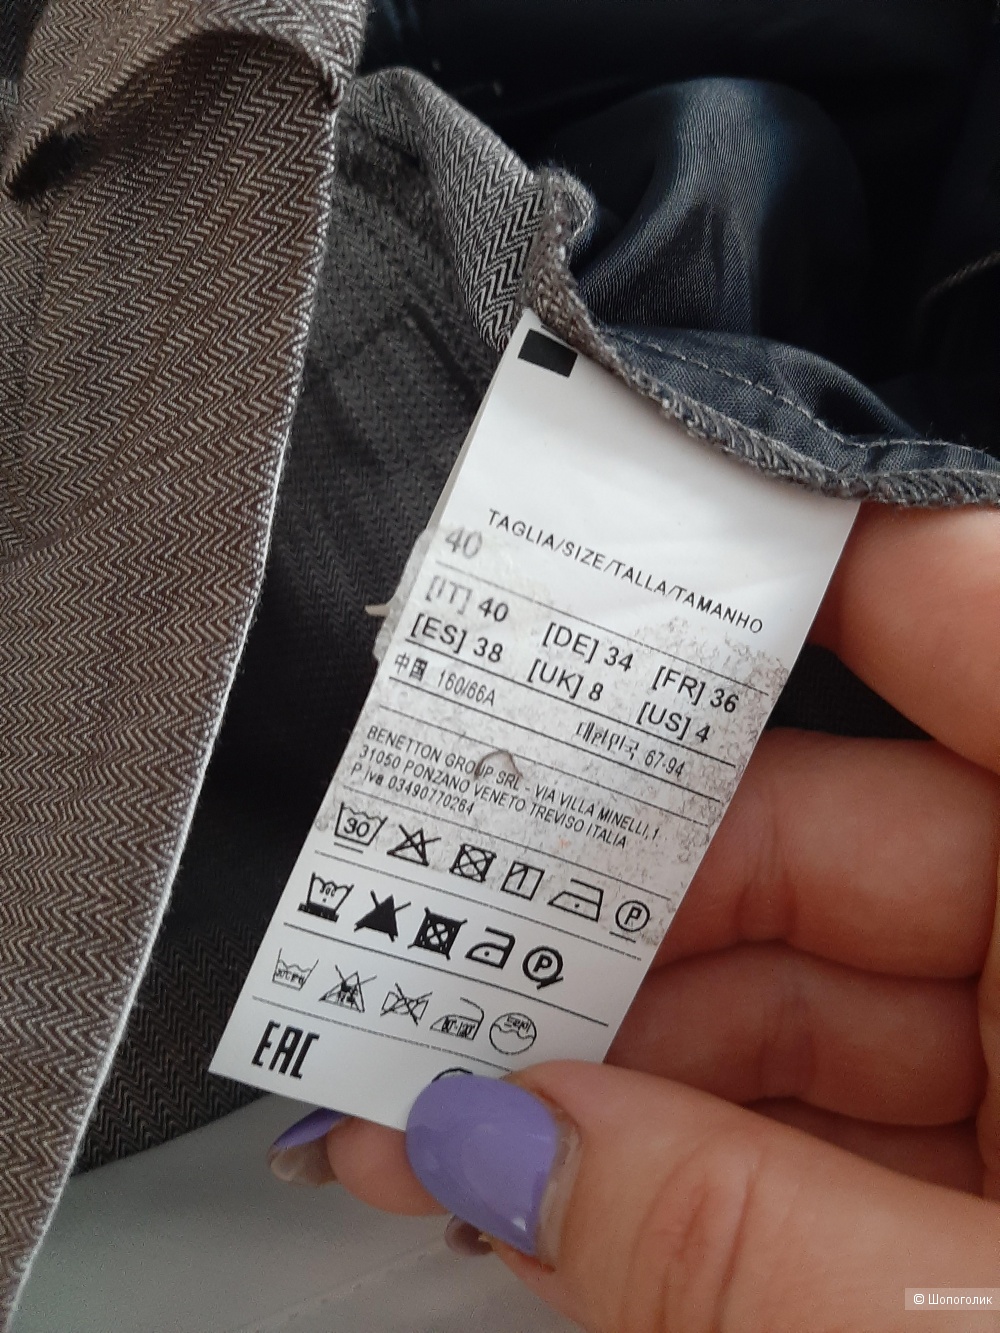 TAGLIA/SIZE/TALLA/TAMANHO
40
[IT] 40 [DE] 34 [FR] 36
[ES] 38 [UK] 8 [US] 4
中国 160/66A 대한민국 67-94
BENETTON GROUP SRL - VIA VILLA MINELLI, 1
31050 PONZANO VENETO TREVISO ITALIA
P iva 03490770264
30 P
P
EAC
© Шопоголик